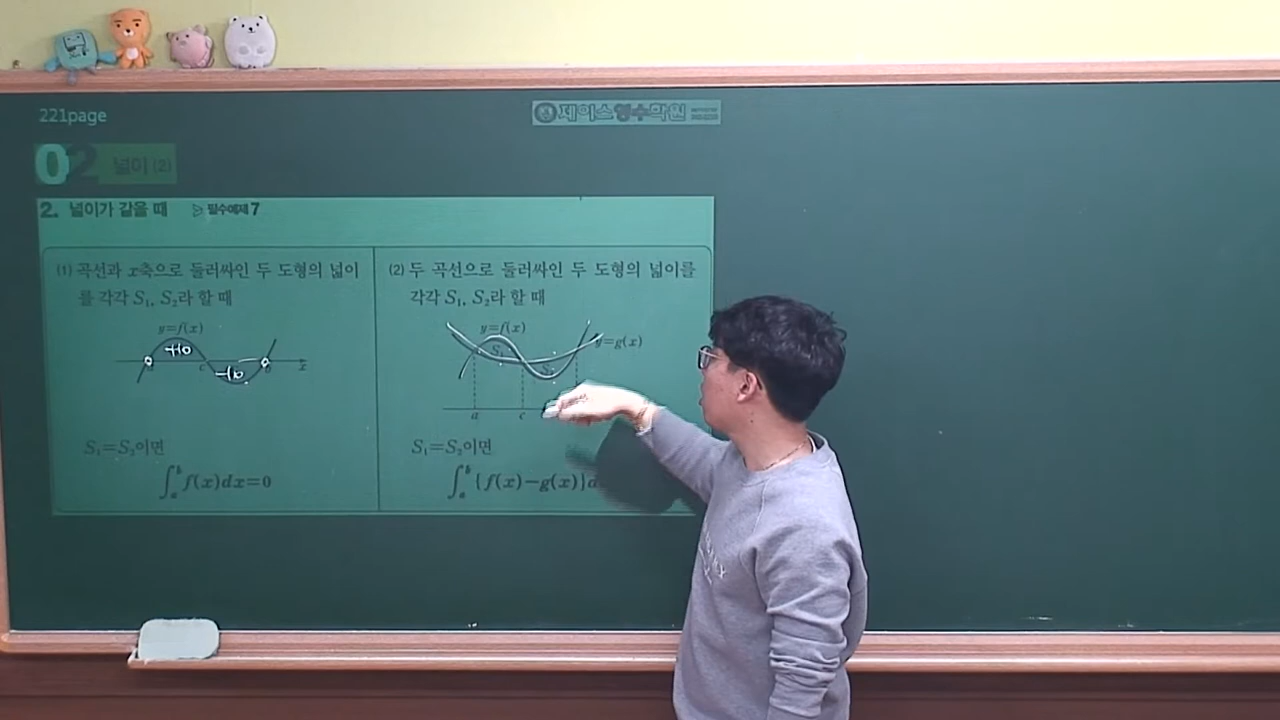 221page
제이스영수학원
02 넓이 (2)
2. 넓이가 같을 때 ▷ 필수예제 7
(1) 곡선과 x축으로 둘러싸인 두 도형의 넓이
를 각각 S₁, S₂라 할 때
y=f(x)
+10
c
-10
x
S₁=S₂이면
∫ₐᵇ f(x)dx=0
(2) 두 곡선으로 둘러싸인 두 도형의 넓이를
각각 S₁, S₂라 할 때
y=f(x)
y=g(x)
S₁
a c
S₁=S₂이면
∫ₐᵇ {f(x)-g(x)}d